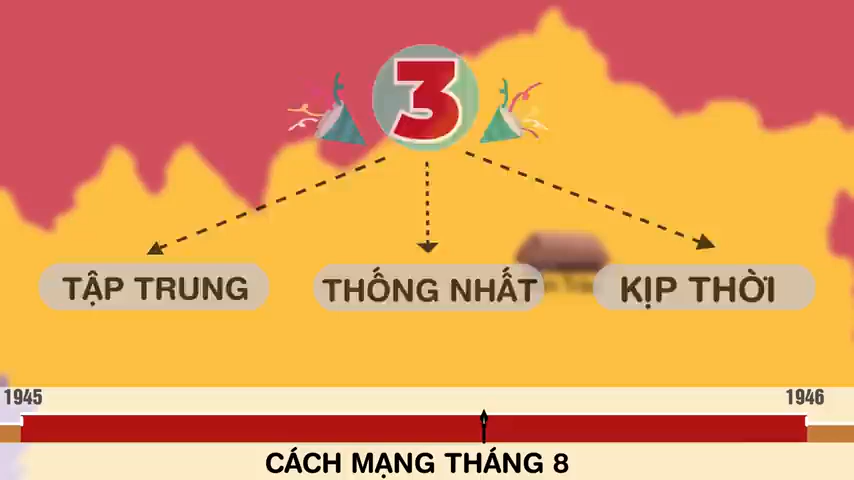 3
TẬP TRUNG
THỐNG NHẤT
KỊP THỜI
1945
1946
CÁCH MẠNG THÁNG 8